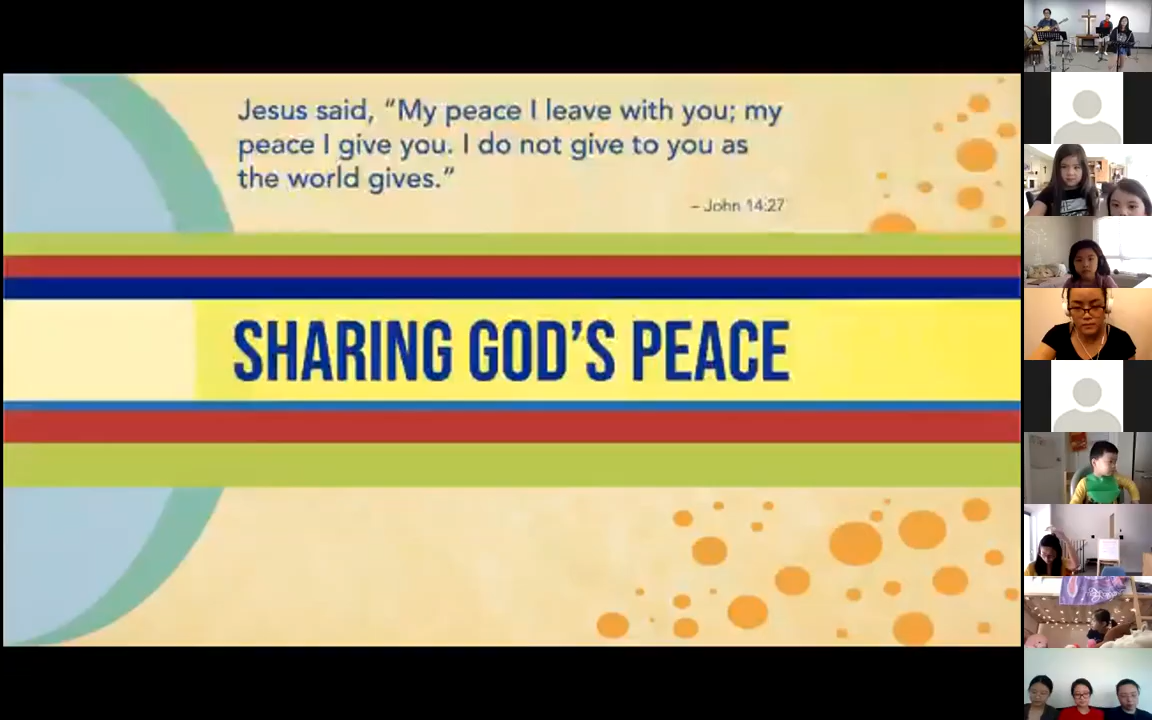 Jesus said, “My peace I leave with you; my
peace I give you. I do not give to you as
the world gives.”
– John 14:27
SHARING GOD’S PEACE